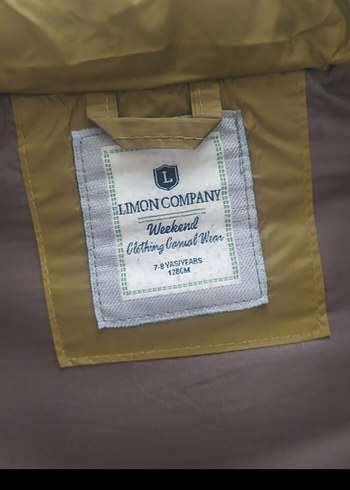 L
LIMON COMPANY
Weekend
Clothing Casual Wear
7-8 YAS/YEARS
128CM